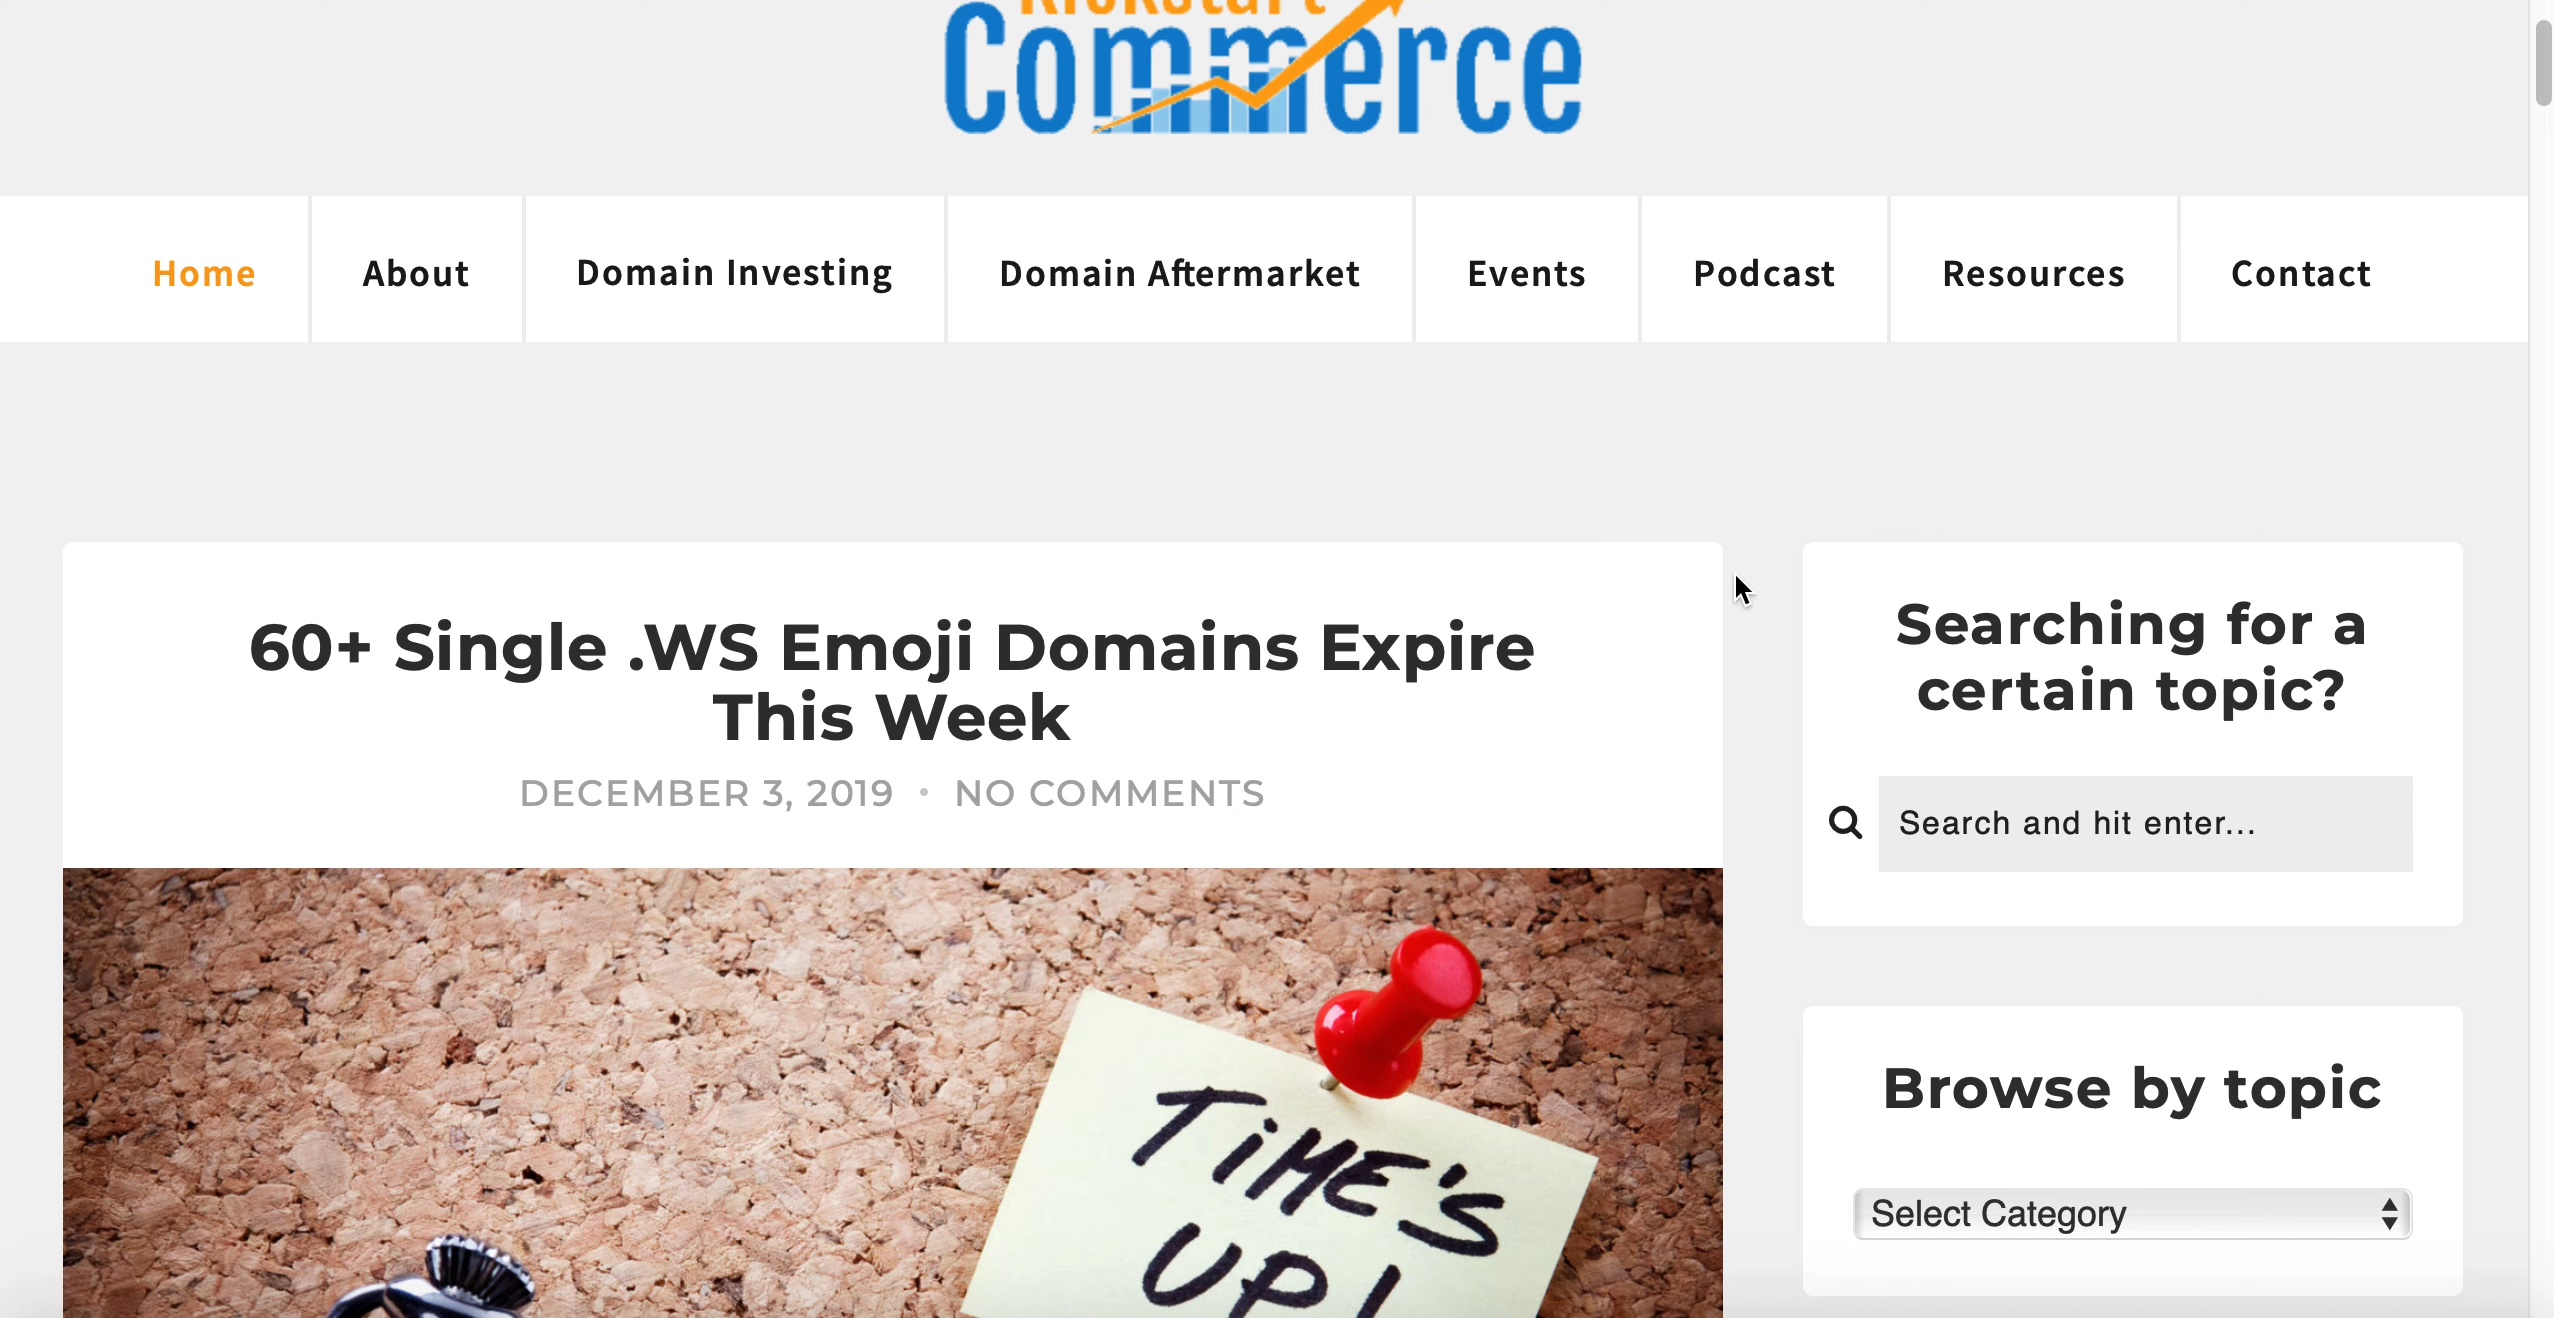 Kickstart
Commerce
Home
About
Domain Investing
Domain Aftermarket
Events
Podcast
Resources
Contact
60+ Single .WS Emoji Domains Expire
This Week
DECEMBER 3, 2019 • NO COMMENTS
TiME'S
UP!
Searching for a
certain topic?
Search and hit enter...
Browse by topic
Select Category